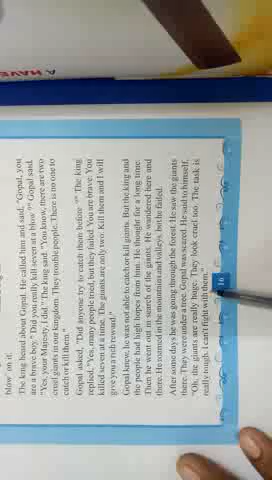 blow on it.
The king heard about Gopal. He called him and said, "Gopal, you
are a brave boy." Did you really kill seven at a blow ?" Gopal said.
"Yes, your Majesty, I did." The king said. "You know, there are two
cruel giants in our kingdom. They trouble people. There is no one to
catch or kill them."
Gopal asked, "Did anyone try to catch them before ?" The king
replied, "Yes, many people tried, but they failed. You are brave. You
killed seven at a time. The giants are only two. Kill them and I will
give you a rich reward."
Gopal knew, he was not able to catch or kill giants. But the king and
the people had high hopes from him. He thought for a long time.
Then he went out in search of the giants. He wandered here and
there. He roamed in the mountains and valleys, but he failed.
After some days he was going through the forest. He saw the giants
there. They were under a tree. Gopal was scared. He said to himself,
"Oh, the giants are really huge. They look cruel too. The task is
really tough. I can't fight with them."
16
A HAVE